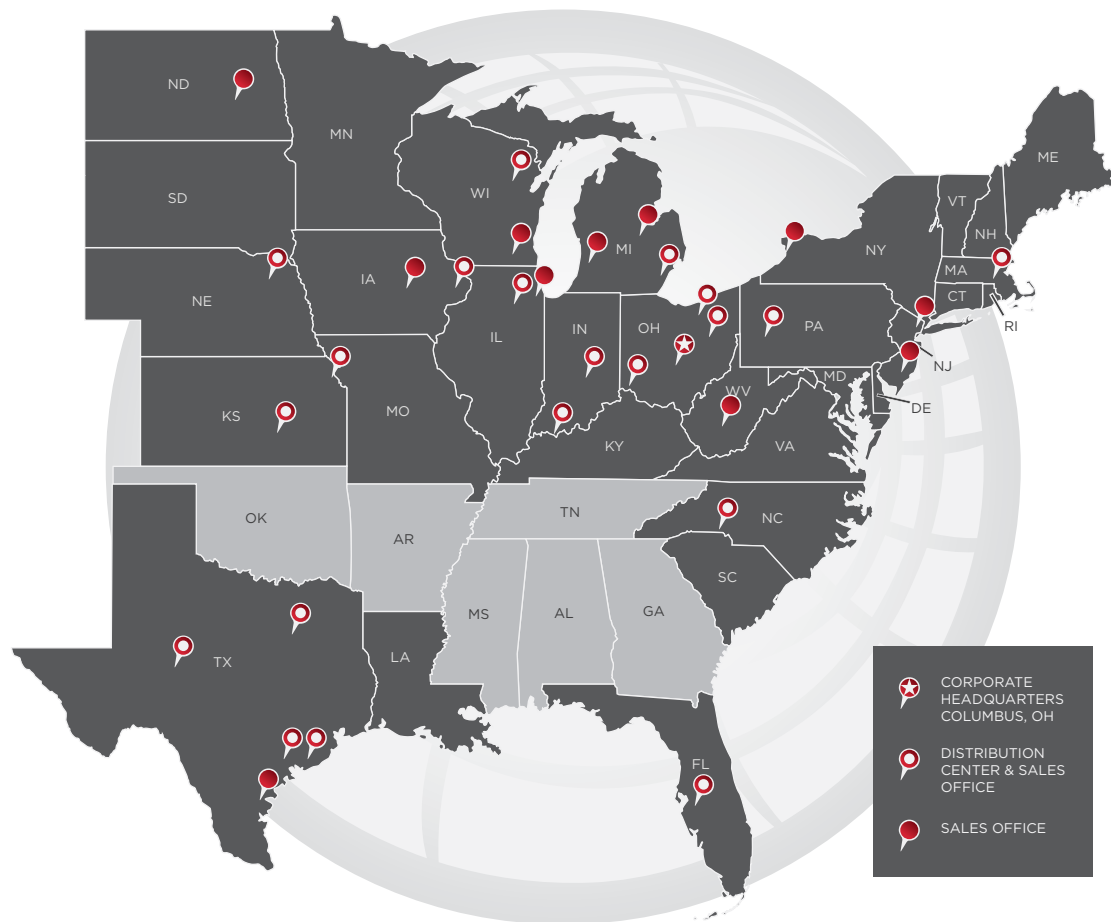 ND
MN
ME
WI
VT
SD
NH
NY
MI
MA
IA
CT
NE
PA
OH
IN
RI
IL
NJ
MD
WV
DE
KS
MO
KY
VA
TN
NC
OK
AR
SC
MS
AL
GA
LA
TX
FL
CORPORATE
HEADQUARTERS
COLUMBUS, OH
DISTRIBUTION
CENTER & SALES
OFFICE
SALES OFFICE